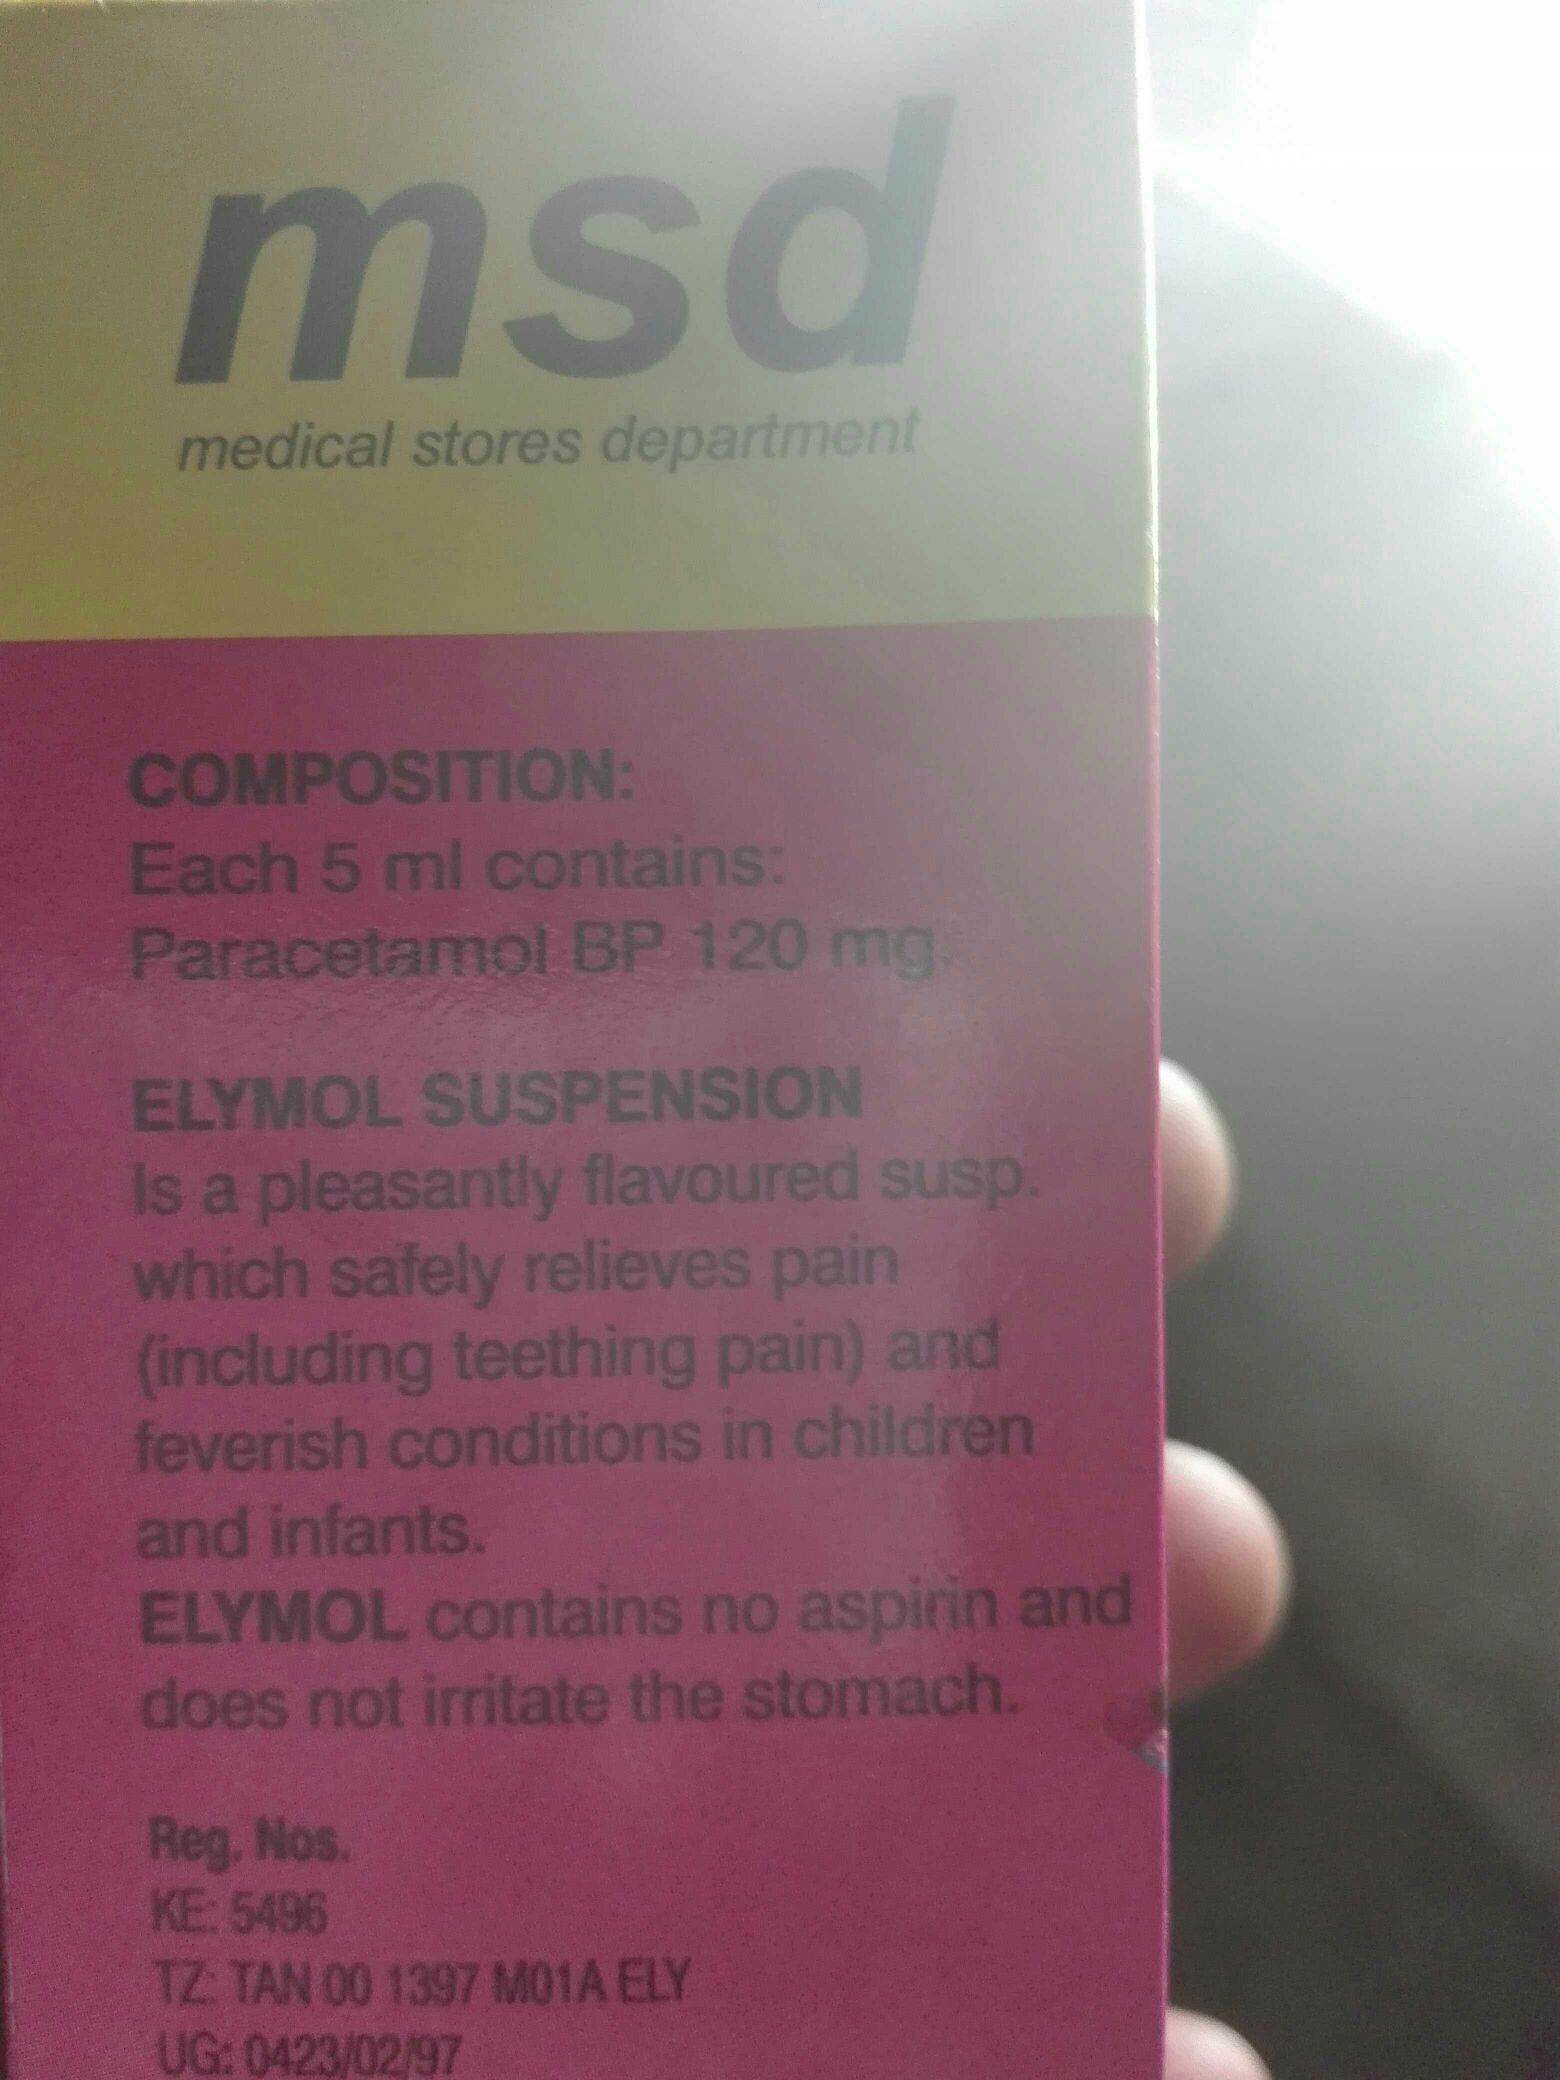 msd
medical stores department
COMPOSITION:
Each 5 ml contains:
Paracetamol BP 120 mg.
ELYMOL SUSPENSION
Is a pleasantly flavoured susp.
which safely relieves pain
(including teething pain) and
feverish conditions in children
and infants.
ELYMOL contains no aspirin and
does not irritate the stomach.
Reg. Nos.
KE: 5496
TZ: TAN 00 1397 M01A ELY
UG: 0423/02/97